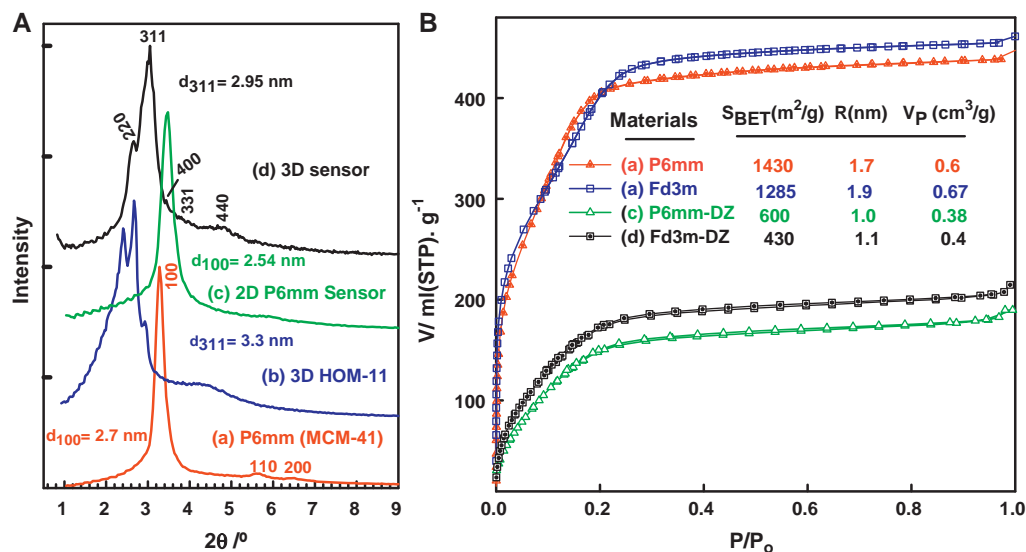 A
311
d311 = 2.95 nm
220
400
331
440
(d) 3D sensor
d100 = 2.54 nm
100
(c) 2D P6mm Sensor
d311 = 3.3 nm
(b) 3D HOM-11
d100 = 2.7 nm
(a) P6mm (MCM-41)
110 200
Intensity
1 2 3 4 5 6 7 8 9
2θ /º
B
400
300
200
100
V/ ml(STP). g-1
Materials SBET(m2/g) R(nm) VP (cm3/g)
(a) P6mm 1430 1.7 0.6
(a) Fd3m 1285 1.9 0.67
(c) P6mm-DZ 600 1.0 0.38
(d) Fd3m-DZ 430 1.1 0.4
0.0 0.2 0.4 0.6 0.8 1.0
P/Po